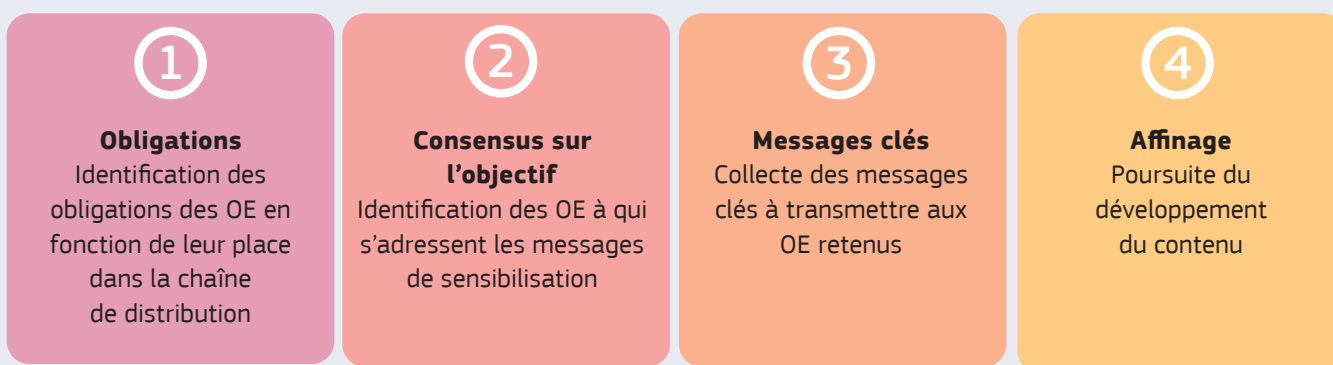 1
Obligations
Identification des
obligations des OE en
fonction de leur place
dans la chaîne
de distribution
2
Consensus sur
l’objectif
Identification des OE à qui
s’adressent les messages
de sensibilisation
3
Messages clés
Collecte des messages
clés à transmettre aux
OE retenus
4
Affinage
Poursuite du
développement
du contenu